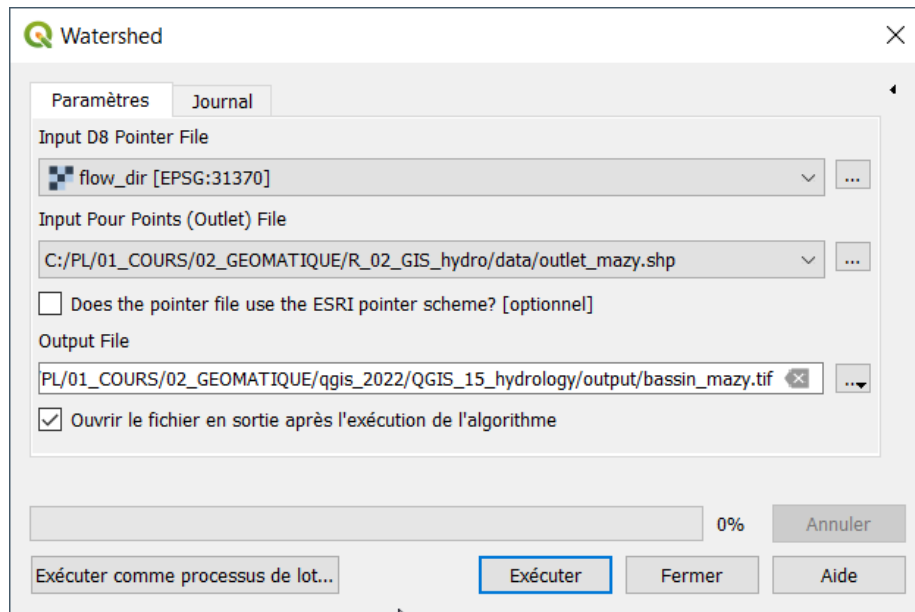 Watershed
Paramètres
Journal
Input D8 Pointer File
flow_dir [EPSG:31370]
...
Input Pour Points (Outlet) File
C:/PL/01_COURS/02_GEOMATIQUE/R_02_GIS_hydro/data/outlet_mazy.shp
...
Does the pointer file use the ESRI pointer scheme? [optionnel]
Output File
'PL/01_COURS/02_GEOMATIQUE/qgis_2022/QGIS_15_hydrology/output/bassin_mazy.tif
...
Ouvrir le fichier en sortie après l'exécution de l'algorithme
0%
Annuler
Exécuter comme processus de lot...
Exécuter
Fermer
Aide